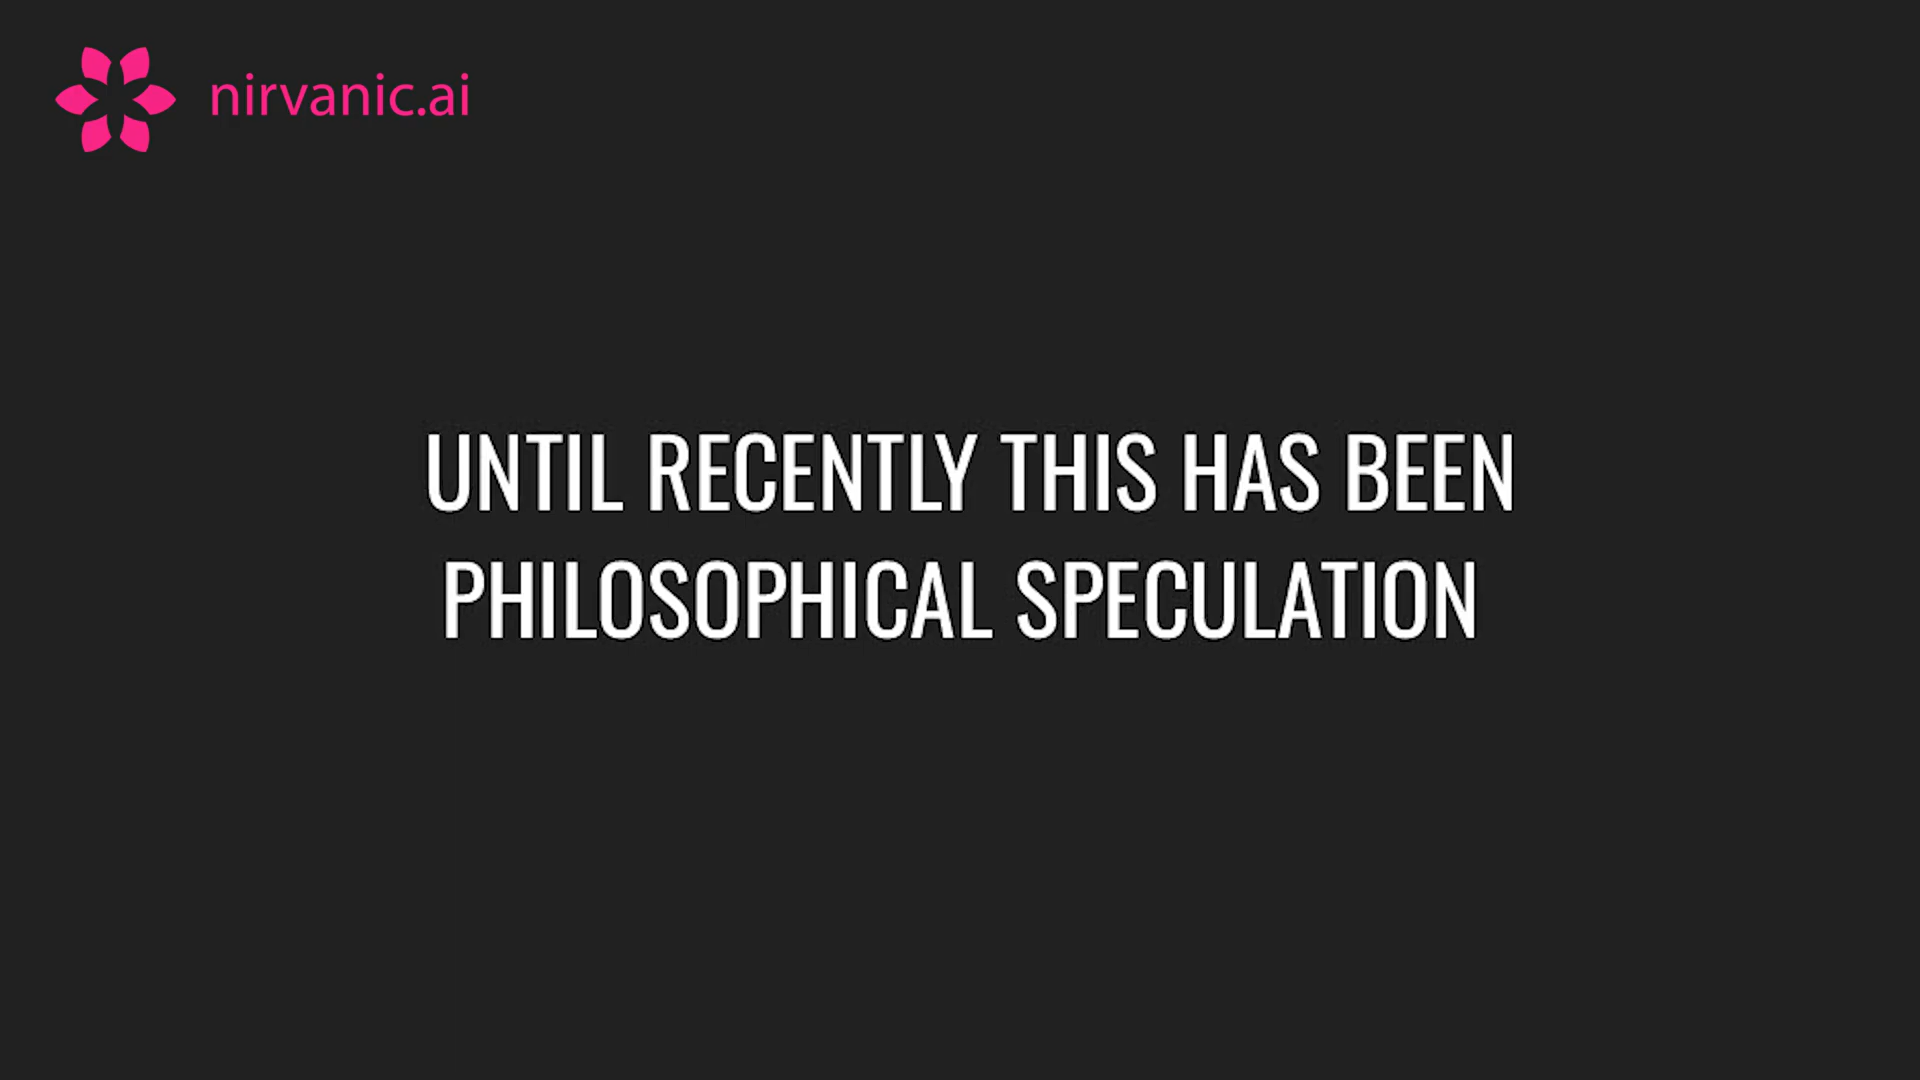 nirvanic.ai
UNTIL RECENTLY THIS HAS BEEN
PHILOSOPHICAL SPECULATION